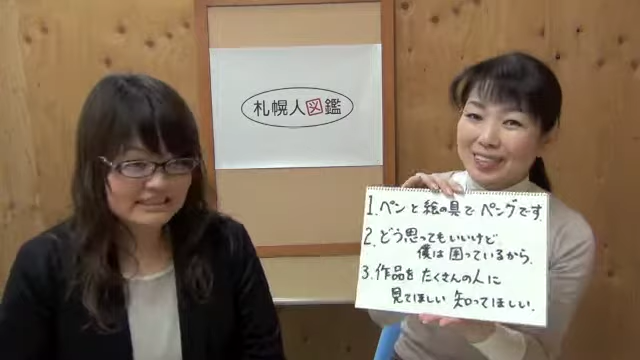 札幌人図鑑
1.ペンと絵の具でペングです。
2.どう思ってもいいけど
僕は困っているから。
3.作品をたくさんの人に
見てほしい 知ってほしい。